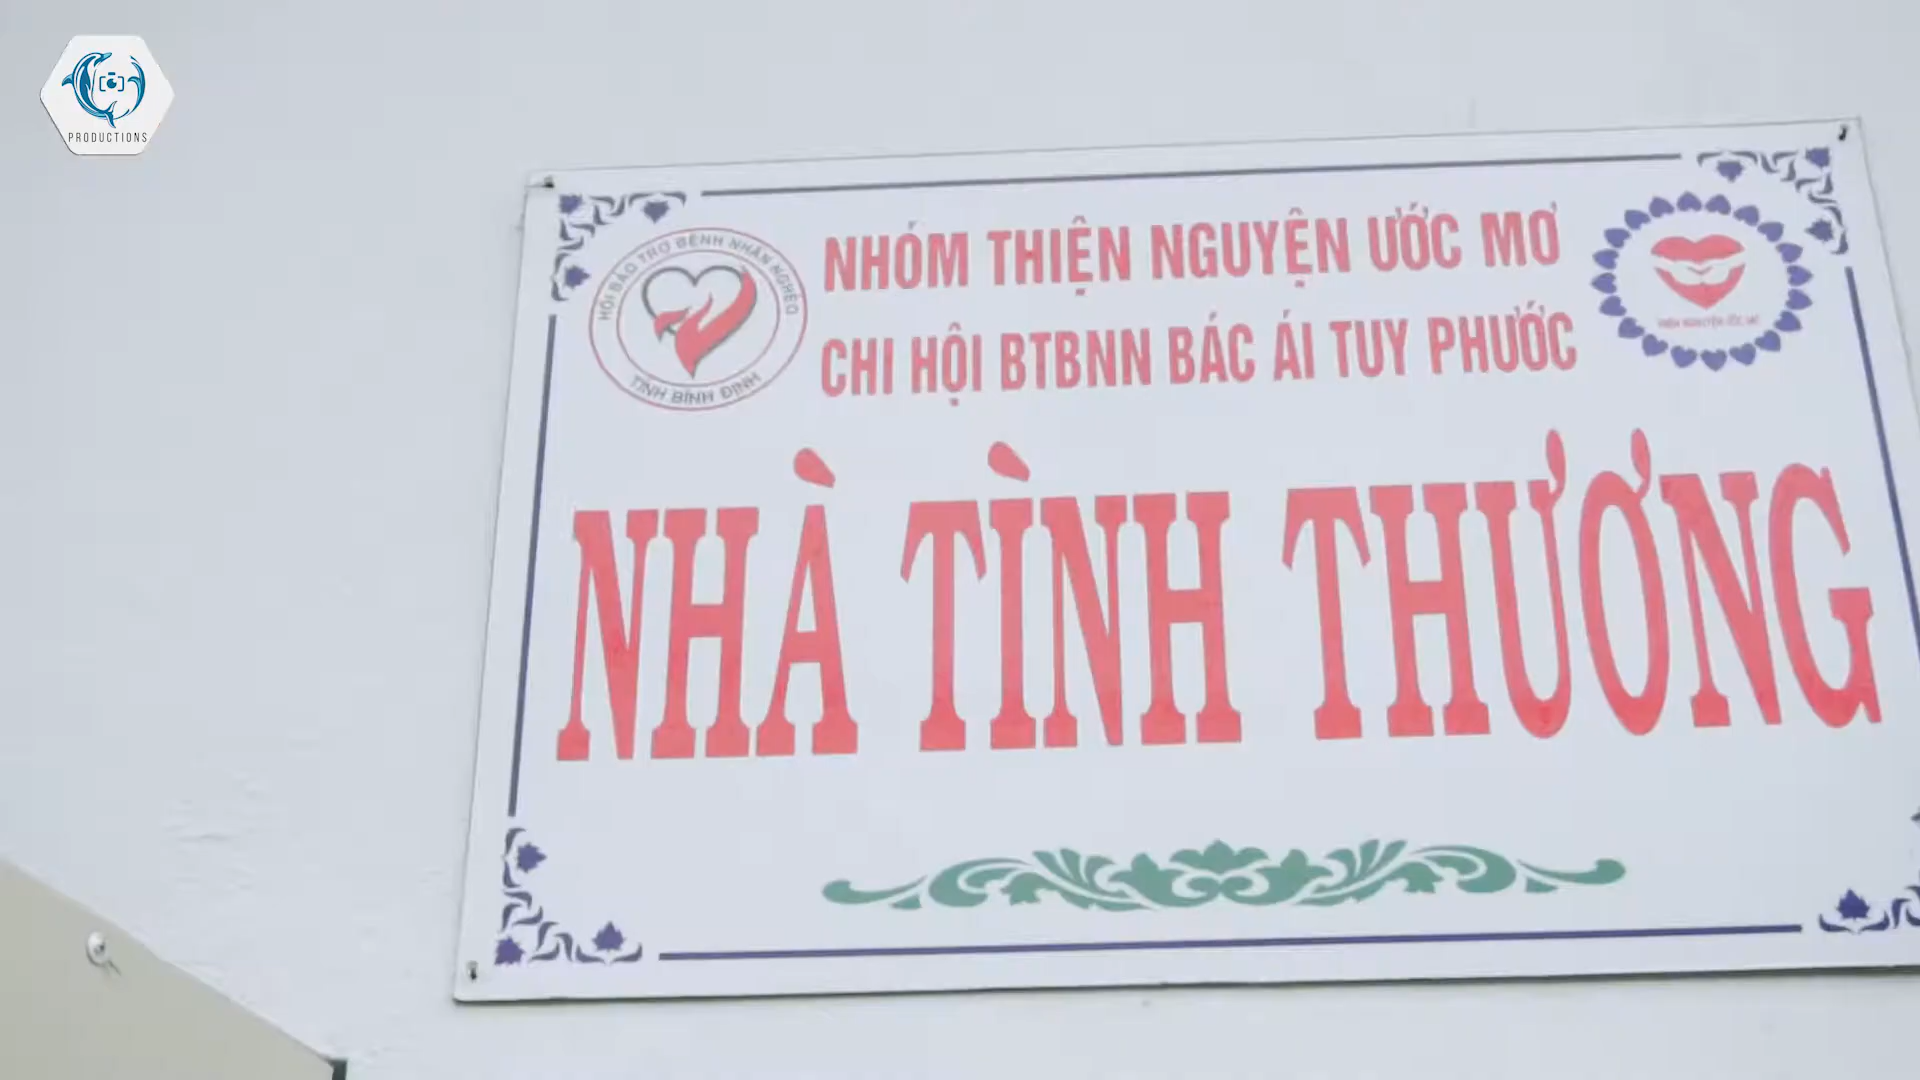 PRODUCTIONS
NHÓM THIỆN NGUYỆN ƯỚC MƠ
CHI HỘI BTBNN BÁC ÁI TUY PHƯỚC
HỘI BẢO TRỢ BỆNH NHÂN NGHÈO
TỈNH BÌNH ĐỊNH
NHÀ TÌNH THƯƠNG